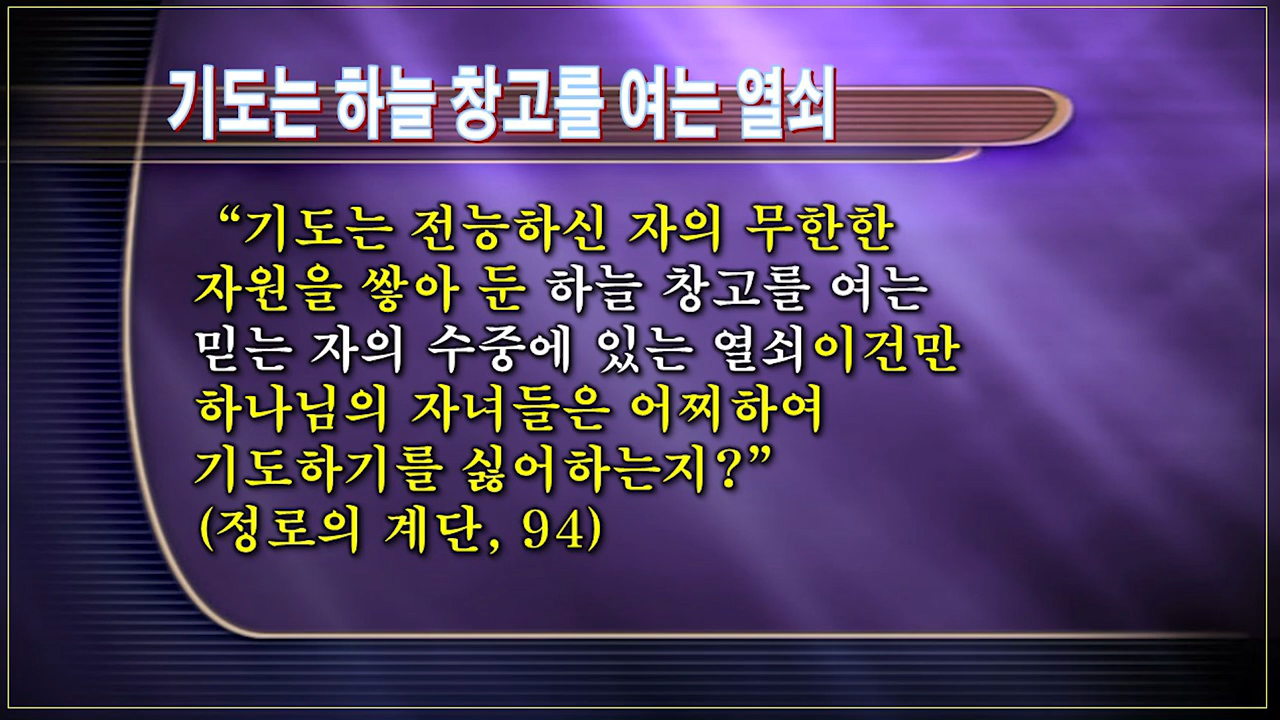 기도는 하늘 창고를 여는 열쇠
“기도는 전능하신 자의 무한한
자원을 쌓아 둔 하늘 창고를 여는
믿는 자의 수중에 있는 열쇠이건만
하나님의 자녀들은 어찌하여
기도하기를 싫어하는지?”
(정로의 계단, 94)